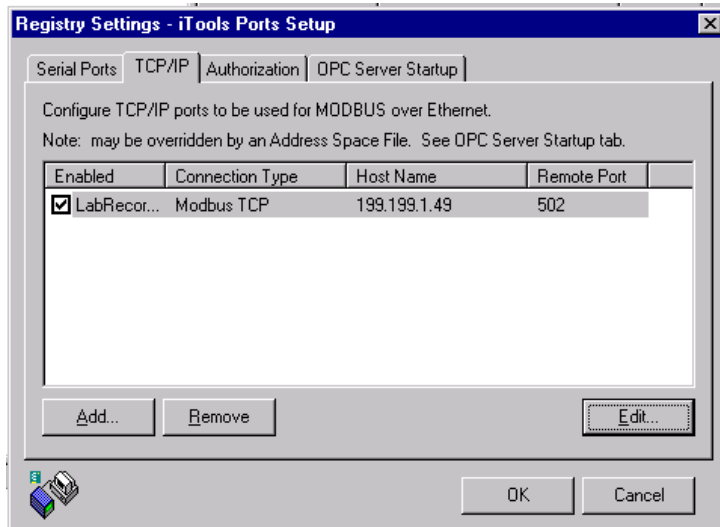 Registry Settings - iTools Ports Setup
Serial Ports TCP/IP Authorization OPC Server Startup
Configure TCP/IP ports to be used for MODBUS over Ethernet.
Note: may be overridden by an Address Space File. See OPC Server Startup tab.
Enabled Connection Type Host Name Remote Port
LabRecor... Modbus TCP 199.199.1.49 502
Add... Remove Edit...
OK Cancel